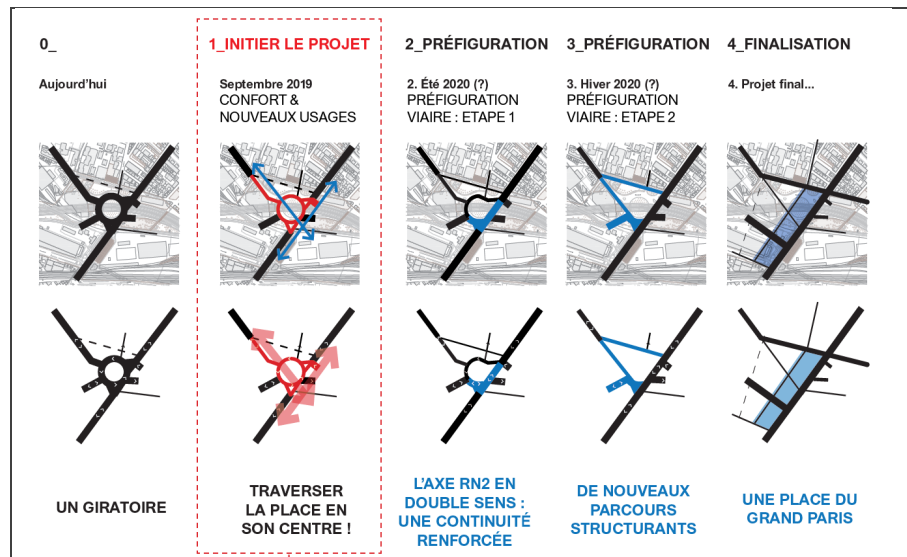 0_
Aujourd'hui
UN GIRATOIRE
1_INITIER LE PROJET
Septembre 2019
CONFORT &
NOUVEAUX USAGES
TRAVERSER
LA PLACE EN
SON CENTRE !
2_PRÉFIGURATION
2. Été 2020 (?)
PRÉFIGURATION
VIAIRE : ETAPE 1
L'AXE RN2 EN
DOUBLE SENS :
UNE CONTINUITÉ
RENFORCÉE
3_PRÉFIGURATION
3. Hiver 2020 (?)
PRÉFIGURATION
VIAIRE : ETAPE 2
DE NOUVEAUX
PARCOURS
STRUCTURANTS
4_FINALISATION
4. Projet final...
UNE PLACE DU
GRAND PARIS